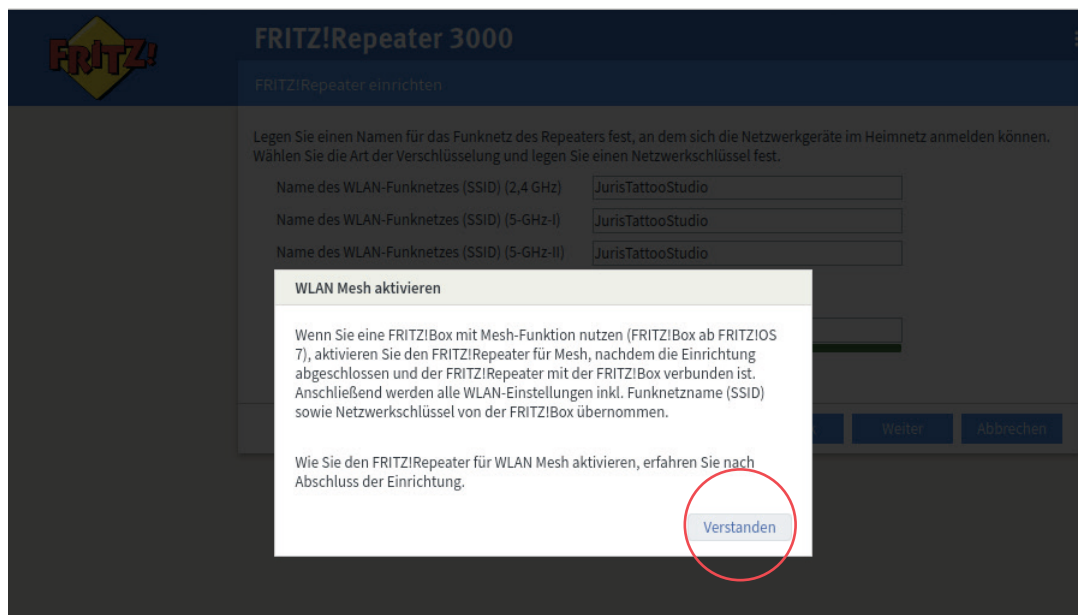 FRITZ!
FRITZ!Repeater 3000
FRITZ!Repeater einrichten
Legen Sie einen Namen für das Funknetz des Repeaters fest, an dem sich die Netzwerkgeräte im Heimnetz anmelden können.
Wählen Sie die Art der Verschlüsselung und legen Sie einen Netzwerkschlüssel fest.
Name des WLAN-Funknetzes (SSID) (2,4 GHz) JurisTattooStudio
Name des WLAN-Funknetzes (SSID) (5-GHz-I) JurisTattooStudio
Name des WLAN-Funknetzes (SSID) (5-GHz-II) JurisTattooStudio
WLAN Mesh aktivieren
Wenn Sie eine FRITZ!Box mit Mesh-Funktion nutzen (FRITZ!Box ab FRITZ!OS
7), aktivieren Sie den FRITZ!Repeater für Mesh, nachdem die Einrichtung
abgeschlossen und der FRITZ!Repeater mit der FRITZ!Box verbunden ist.
Anschließend werden alle WLAN-Einstellungen inkl. Funknetzname (SSID)
sowie Netzwerkschlüssel von der FRITZ!Box übernommen.
Wie Sie den FRITZ!Repeater für WLAN Mesh aktivieren, erfahren Sie nach
Abschluss der Einrichtung.
Verstanden
Weiter Abbrechen